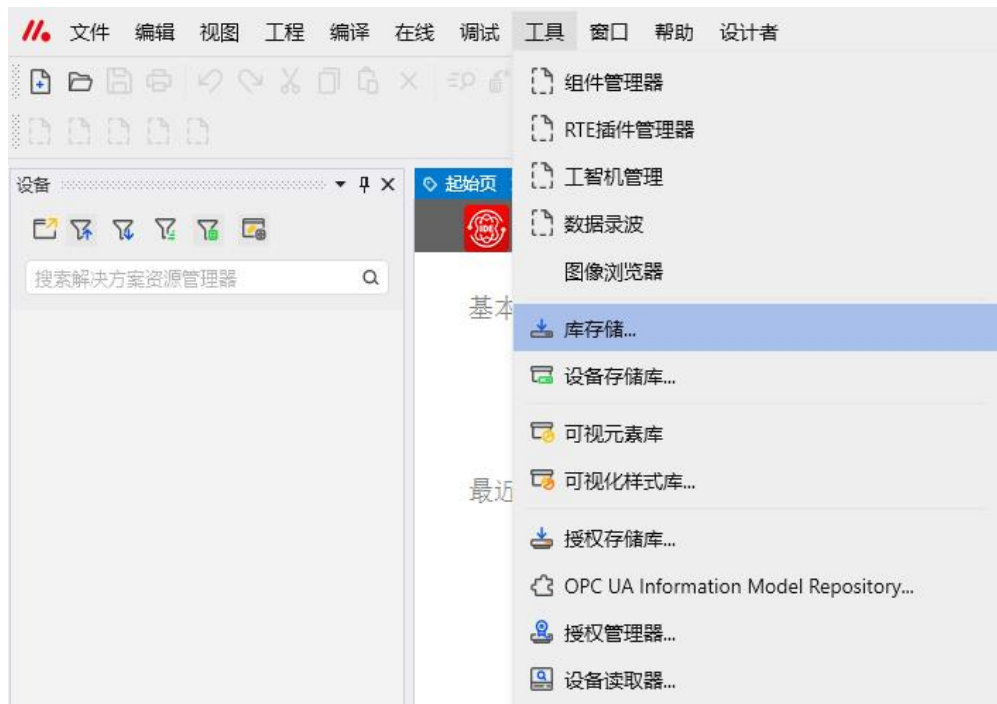 文件 编辑 视图 工程 编译 在线 调试 工具 窗口 帮助 设计者
组件管理器
RTE插件管理器
工智机管理
数据录波
图像浏览器
库存储...
设备存储库...
可视元素库
可视化样式库...
授权存储库...
OPC UA Information Model Repository...
授权管理器...
设备读取器...
设备
搜索解决方案资源管理器
起始页
IDE
基本
最近